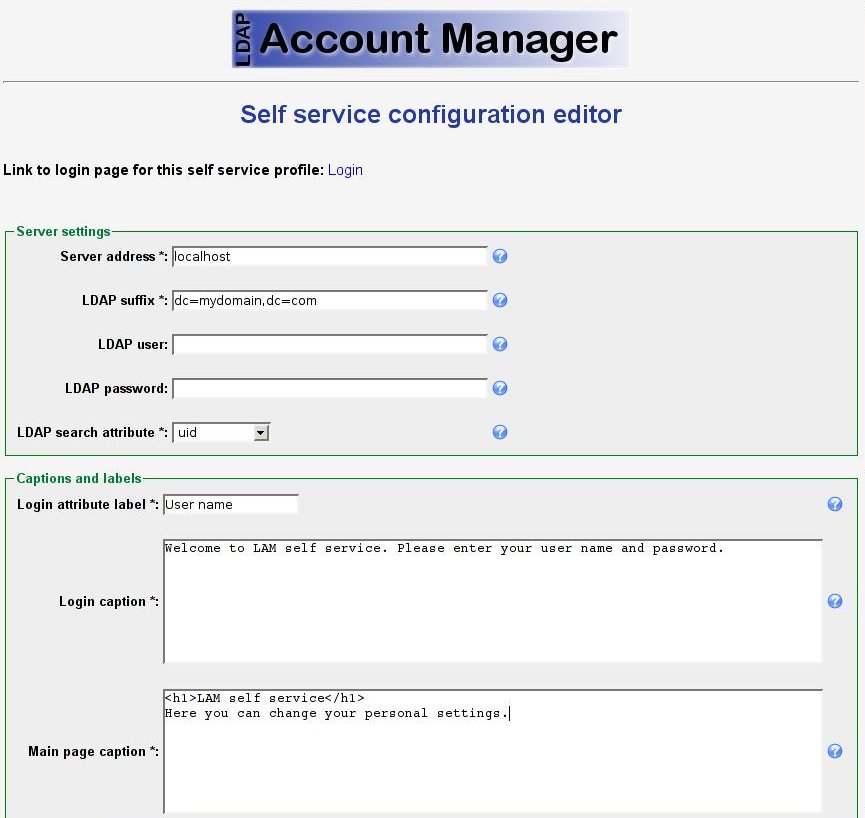 LDAP Account Manager
Self service configuration editor
Link to login page for this self service profile: Login
Server settings
Server address *: localhost
LDAP suffix *: dc=mydomain,dc=com
LDAP user:
LDAP password:
LDAP search attribute *: uid
Captions and labels
Login attribute label *: User name
Welcome to LAM self service. Please enter your user name and password.
Login caption *:
<h1>LAM self service</h1>
Here you can change your personal settings.
Main page caption *: